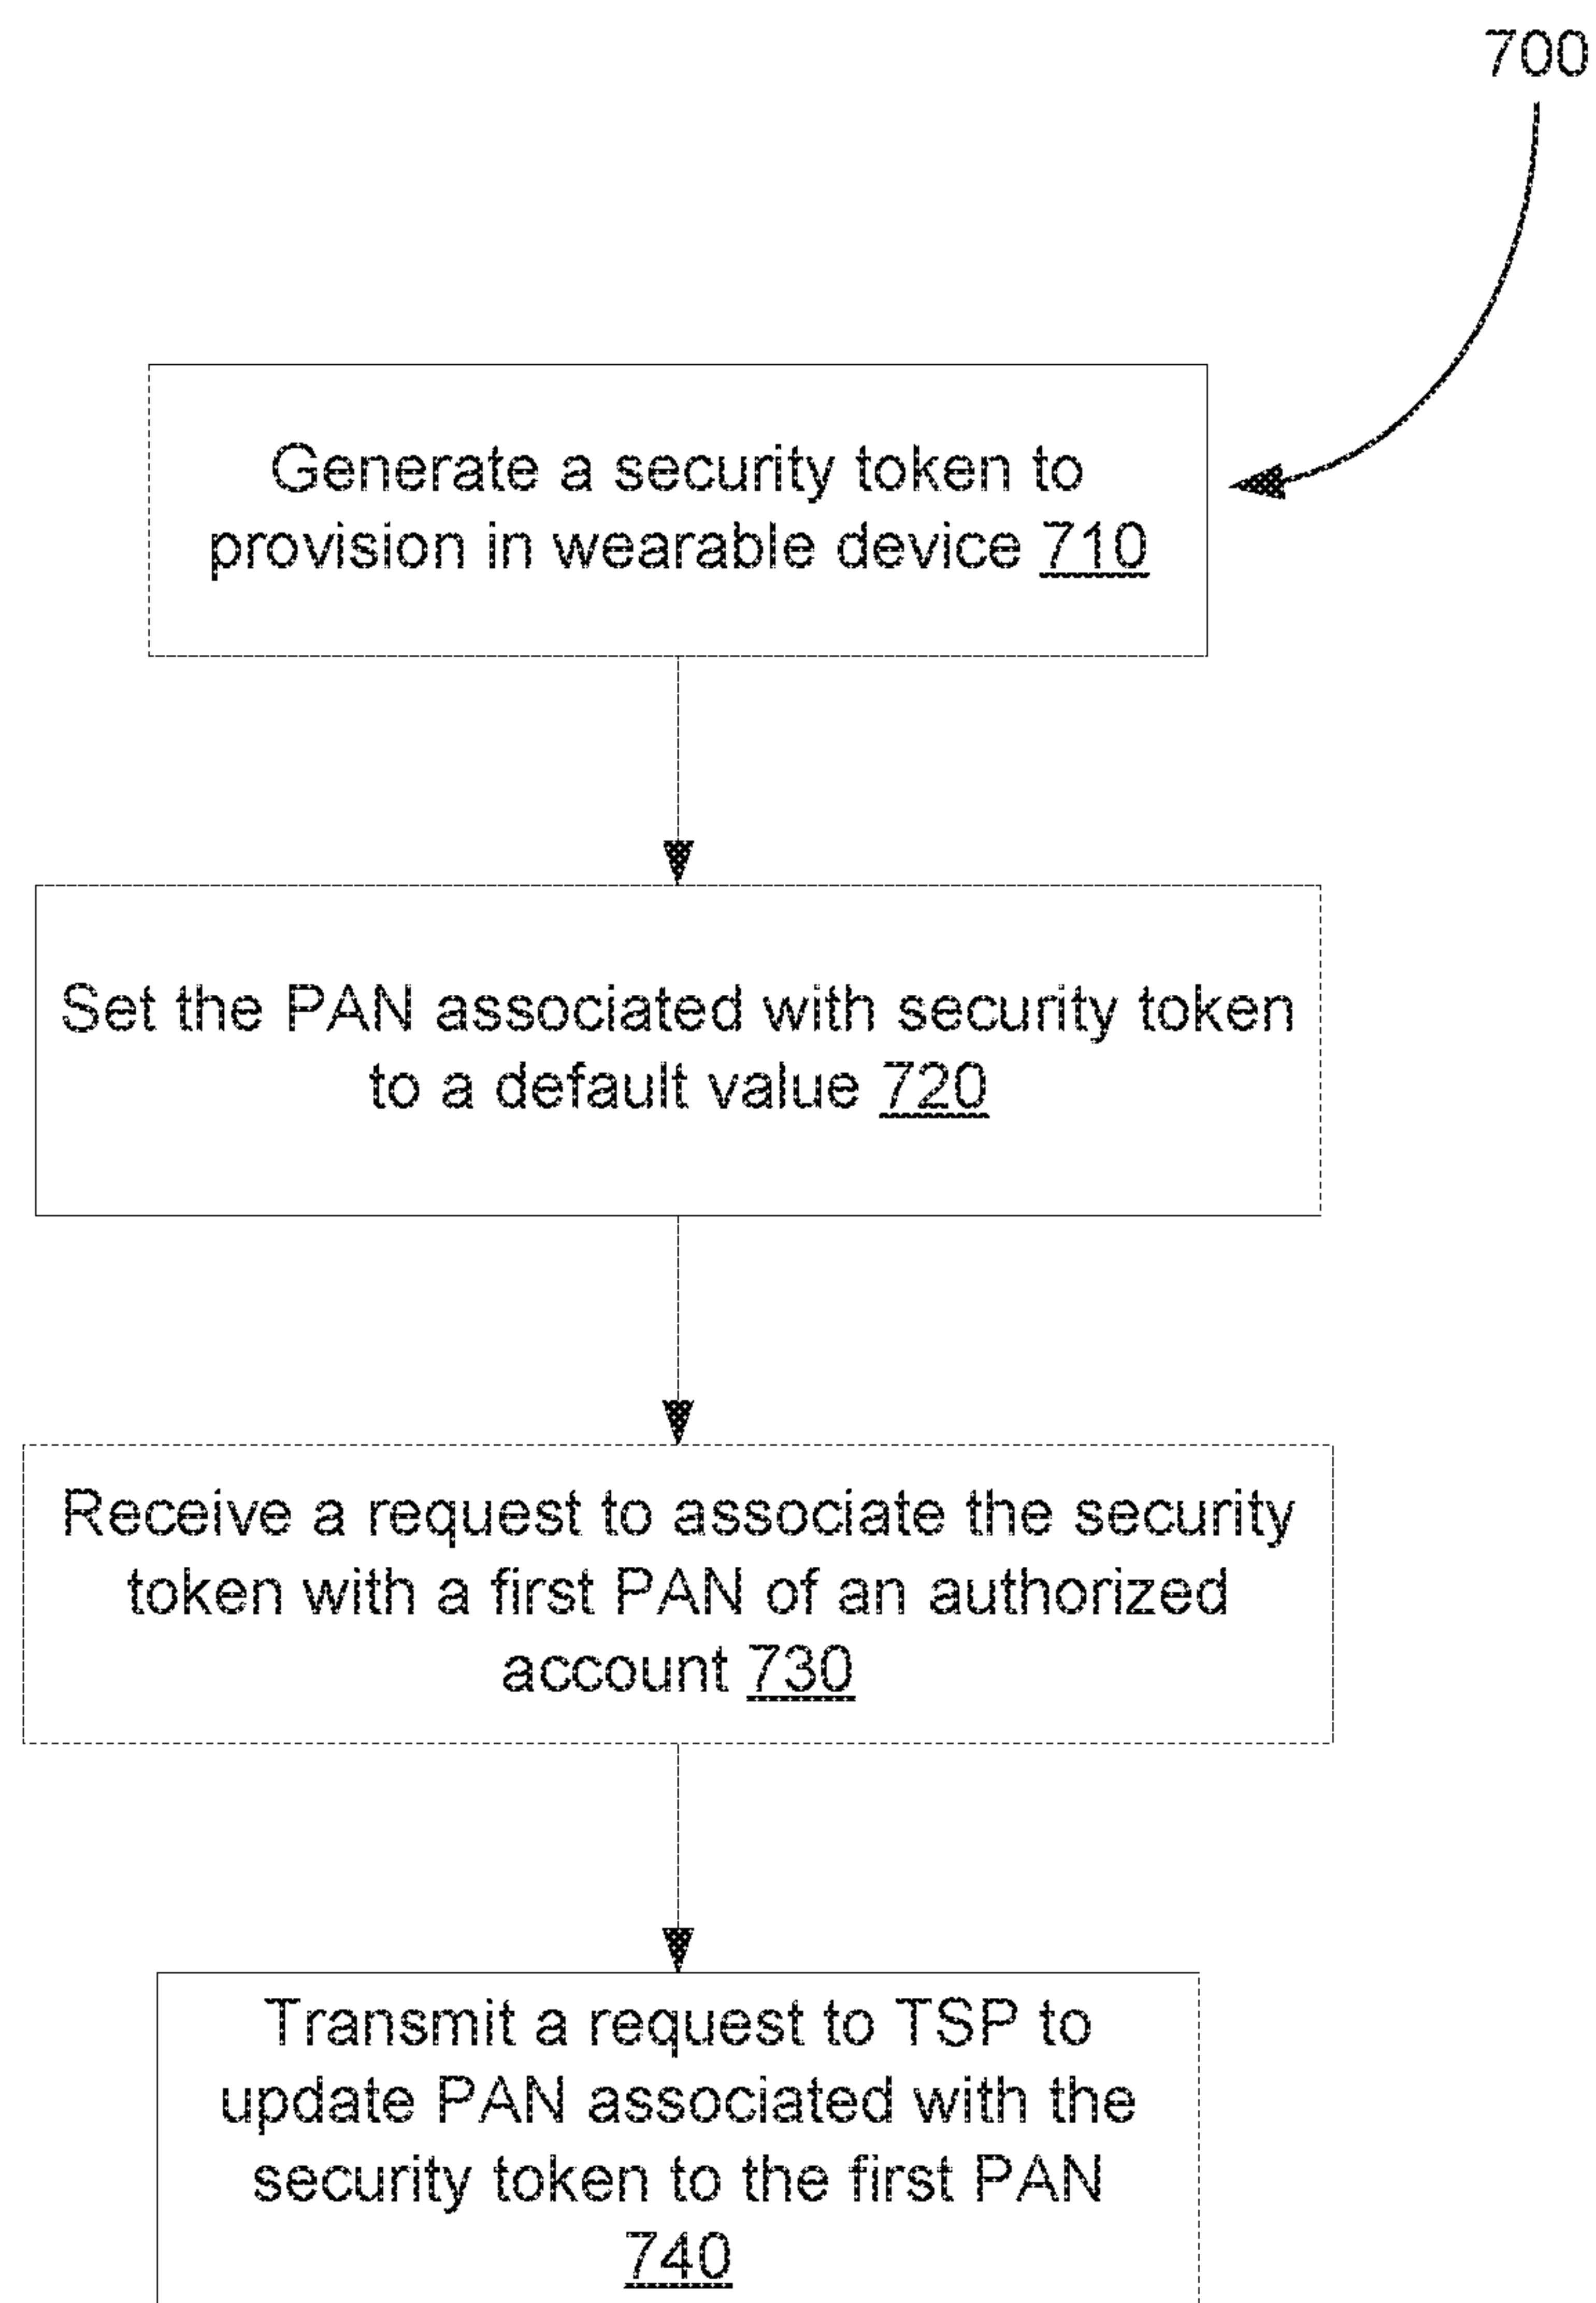 700
Generate a security token to
provision in wearable device 710
Set the PAN associated with security token
to a default value 720
Receive a request to associate the security
token with a first PAN of an authorized
account 730
Transmit a request to TSP to
update PAN associated with the
security token to the first PAN
740